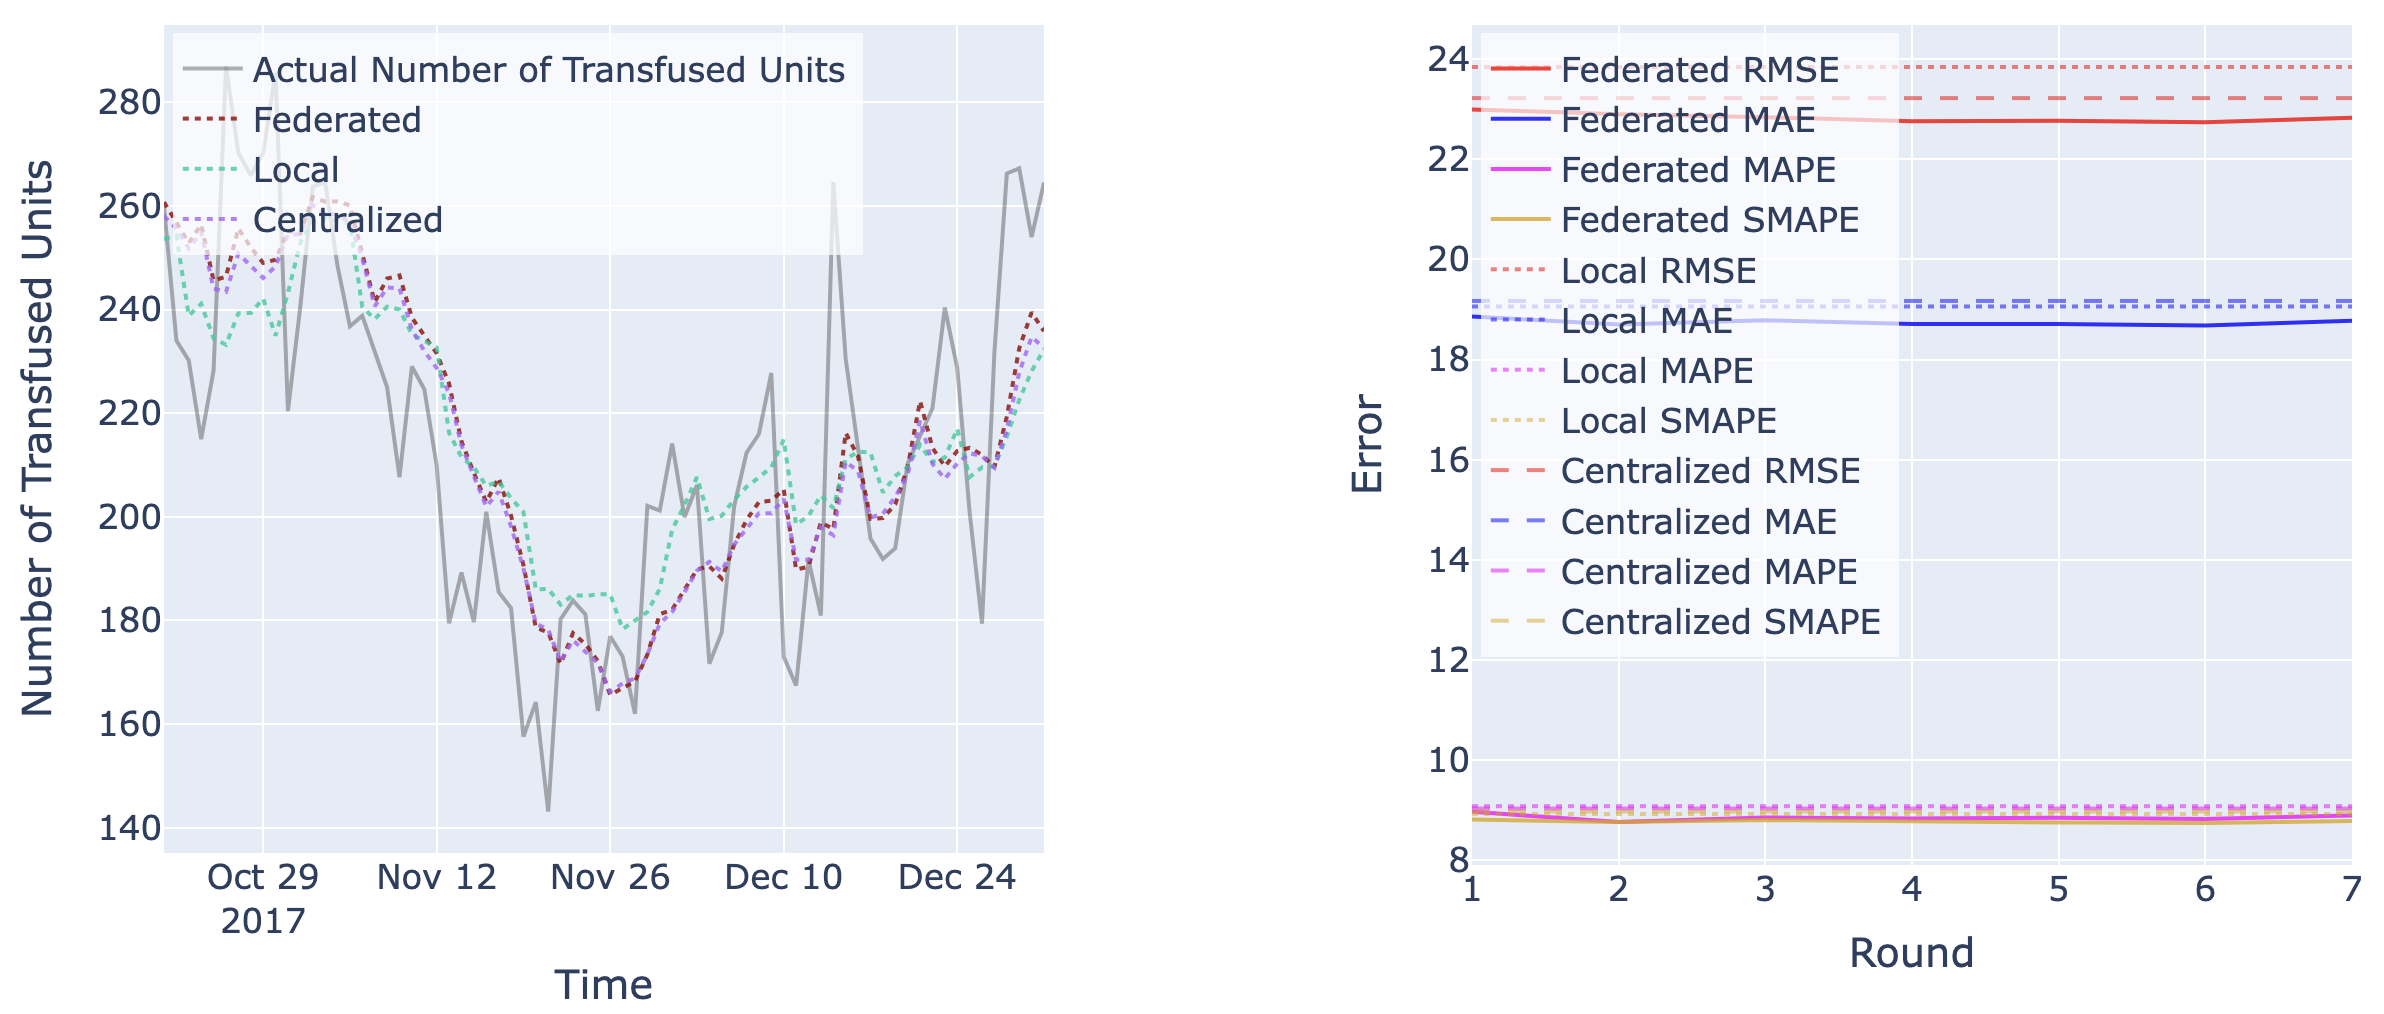 Number of Transfused Units
280
260
240
220
200
180
160
140
Actual Number of Transfused Units
Federated
Local
Centralized
Oct 29
2017
Nov 12
Nov 26
Dec 10
Dec 24
Time
Error
24
22
20
18
16
14
12
10
8
Federated RMSE
Federated MAE
Federated MAPE
Federated SMAPE
Local RMSE
Local MAE
Local MAPE
Local SMAPE
Centralized RMSE
Centralized MAE
Centralized MAPE
Centralized SMAPE
1
2
3
4
5
6
7
Round